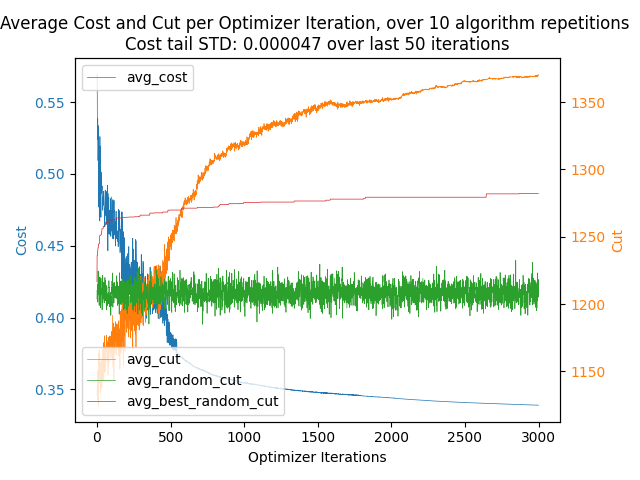 Average Cost and Cut per Optimizer Iteration, over 10 algorithm repetitions
Cost tail STD: 0.000047 over last 50 iterations
avg_cost
0.55
0.50
0.45
0.40
0.35
Cost
1350
1300
1250
1200
1150
Cut
avg_cut
avg_random_cut
avg_best_random_cut
0
500
1000
1500
2000
2500
3000
Optimizer Iterations